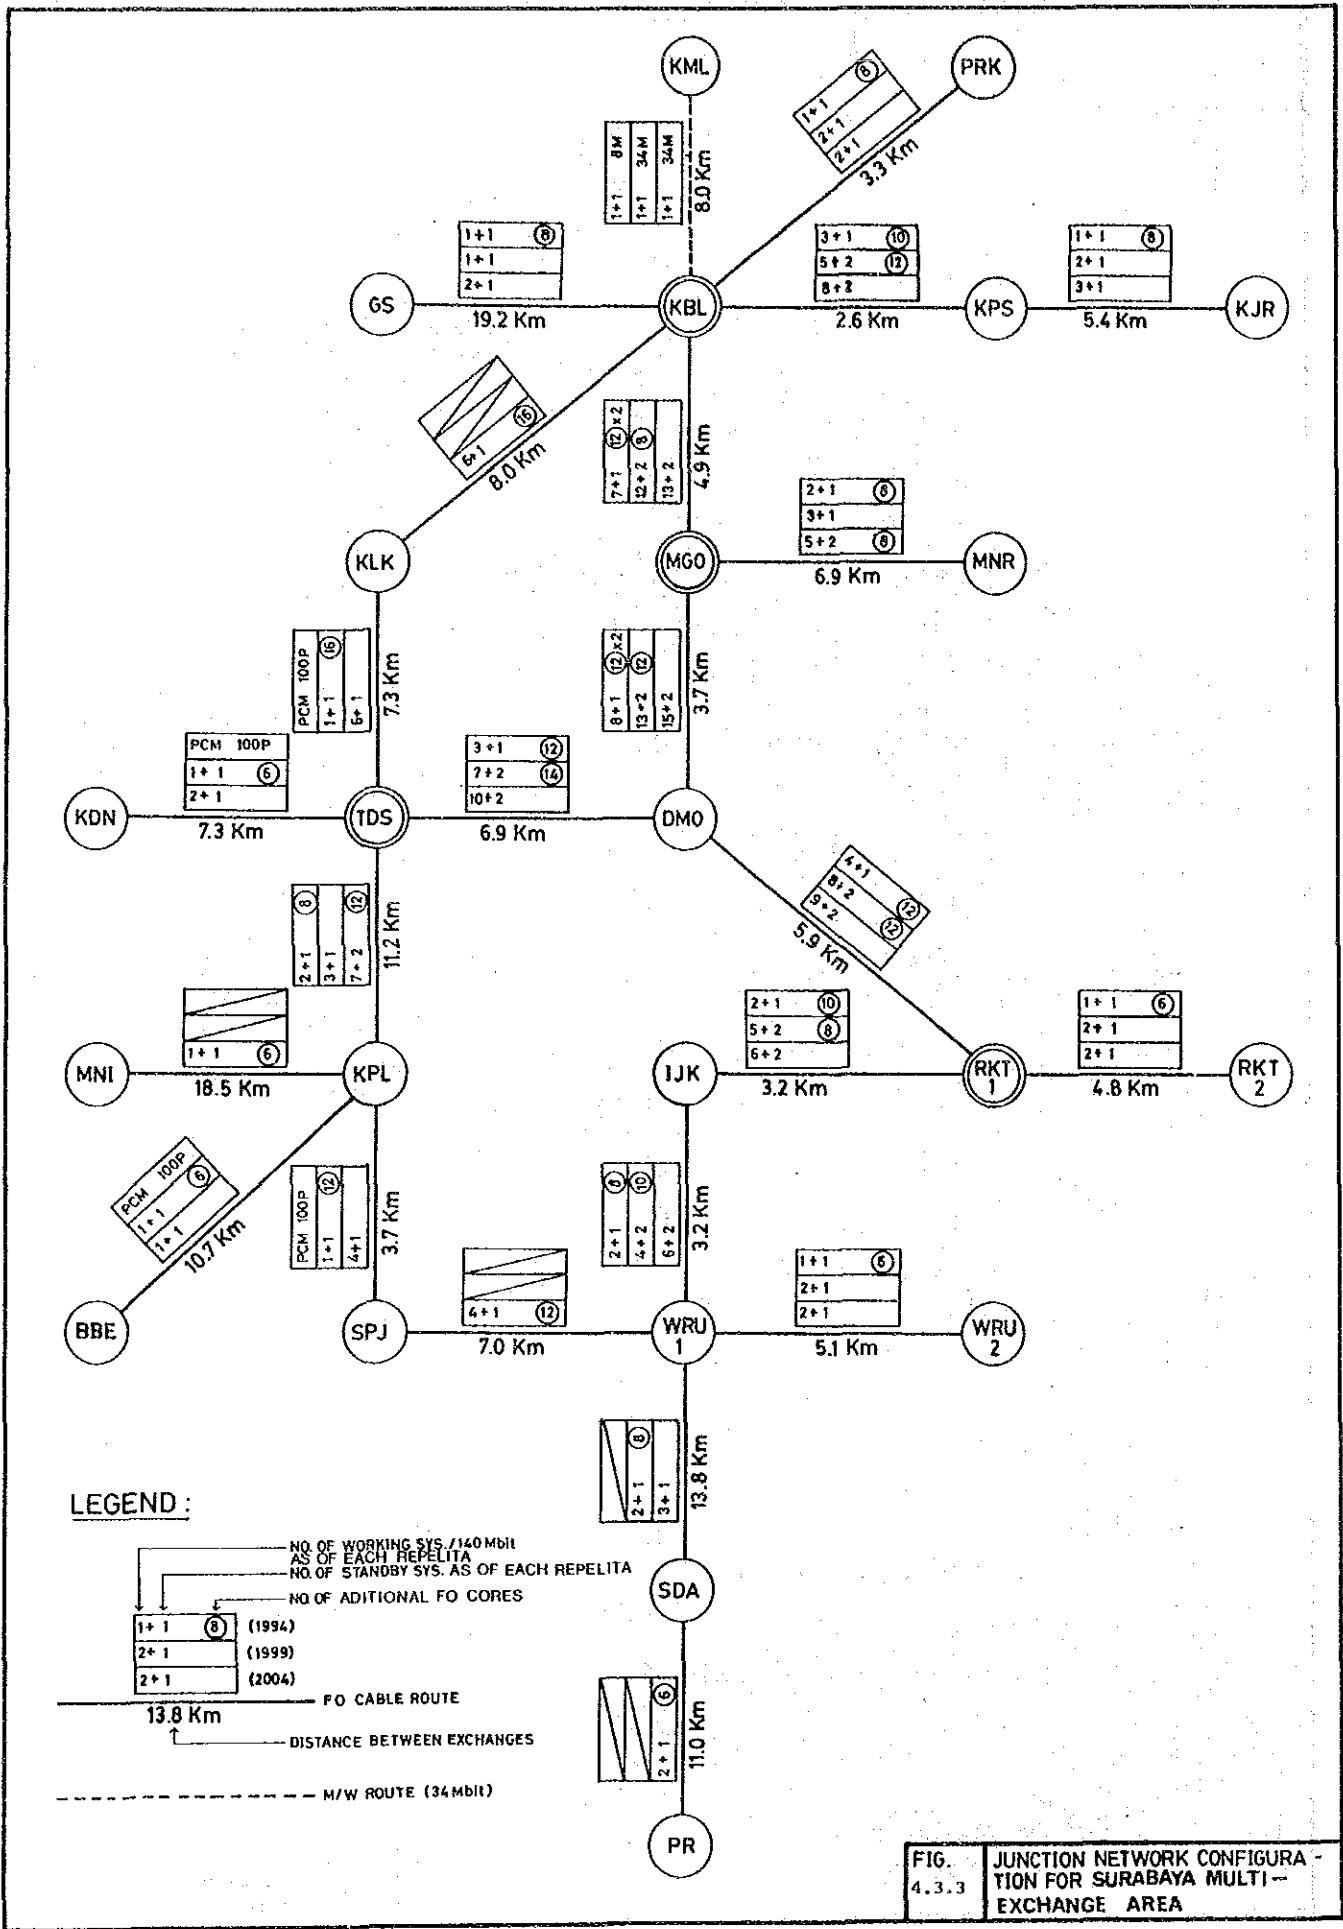 KML
PRK
1+1 8M
1+1 34M
1+1 34M
8.0 Km
1+1 8
2+1
2+1
3.3 Km
1+1 8
1+1
2+1
GS
19.2 Km
KBL
3+1 10
5+2 12
8+2
2.6 Km
KPS
1+1 8
2+1
3+1
5.4 Km
KJR
6+1 16
8.0 Km
7+1 12 x2
12+2 8
13+2
4.9 Km
KLK
MGO
2+1 6
3+1
5+2 8
6.9 Km
MNR
PCM 100P
1+1 16
6+1
7.3 Km
8+1 12 x2
13+2 12
15+2
3.7 Km
KDN
PCM 100P
1+1 6
2+1
7.3 Km
TDS
3+1 12
7+2 14
10+2
6.9 Km
DMO
2+1 8
3+1
7+2 12
11.2 Km
4+1
8+2 12
9+2 12
5.9 Km
MNI
1+1 6
18.5 Km
KPL
IJK
2+1 10
5+2 8
6+2
3.2 Km
RKT
1
1+1 6
2+1
2+1
4.8 Km
RKT
2
PCM 100P
1+1 6
1+1
10.7 Km
PCM 100P
1+1 12
4+1
3.7 Km
2+1 8
4+2 10
6+2
3.2 Km
BBE
SPJ
4+1 12
7.0 Km
WRU
1
1+1 6
2+1
2+1
5.1 Km
WRU
2
2+1 8
3+1
13.8 Km
SDA
2+1 6
11.0 Km
PR
LEGEND :
NO. OF WORKING SYS./140 Mbit
AS OF EACH REPELITA
NO. OF STANDBY SYS. AS OF EACH REPELITA
NO. OF ADITIONAL FO CORES
1+1 8 (1994)
2+1 (1999)
2+1 (2004)
FO CABLE ROUTE
13.8 Km
DISTANCE BETWEEN EXCHANGES
M/W ROUTE (34Mbit)
FIG.
4.3.3
JUNCTION NETWORK CONFIGURA -
TION FOR SURABAYA MULTI -
EXCHANGE AREA